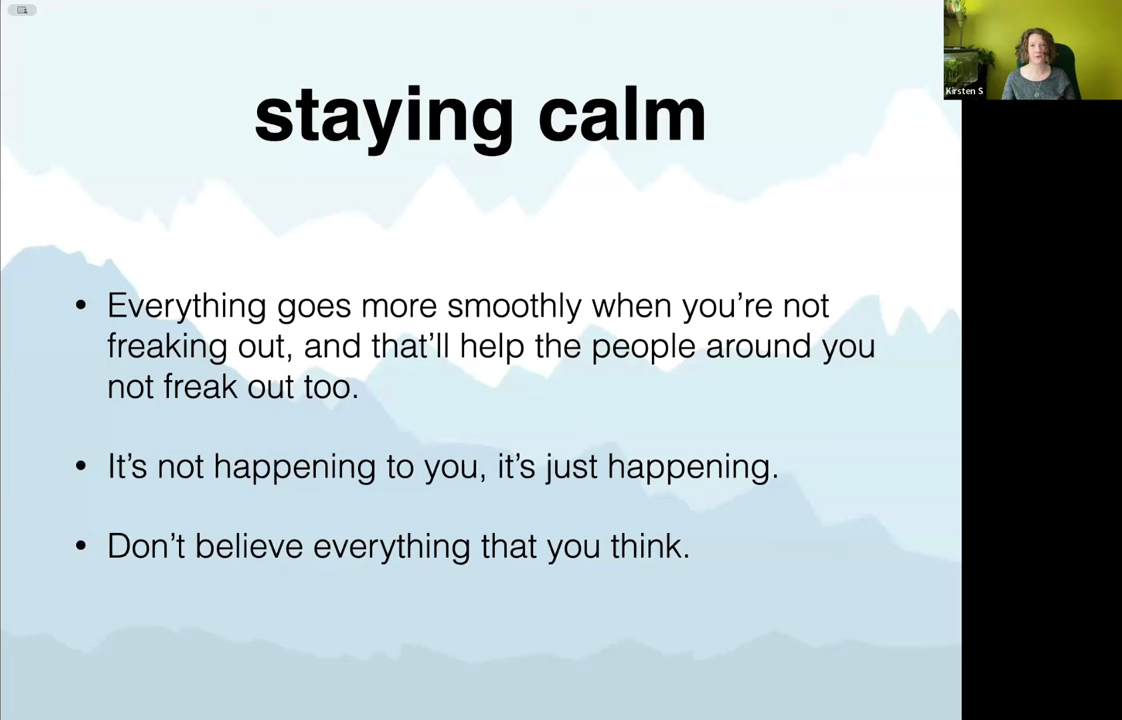 staying calm
Kirsten S
• Everything goes more smoothly when you’re not
freaking out, and that’ll help the people around you
not freak out too.
• It’s not happening to you, it’s just happening.
• Don’t believe everything that you think.